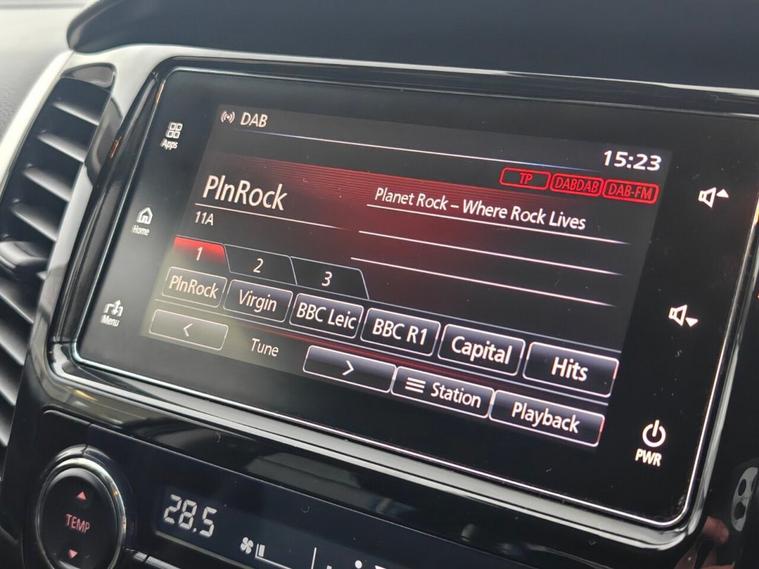 DAB
15:23
TP DABDAB DAB-FM
PlnRock
Planet Rock – Where Rock Lives
11A
1 2 3
PlnRock Virgin BBC Leic BBC R1 Capital Hits
< Tune > Station Playback
Apps
Home
Menu
PWR
TEMP
28.5